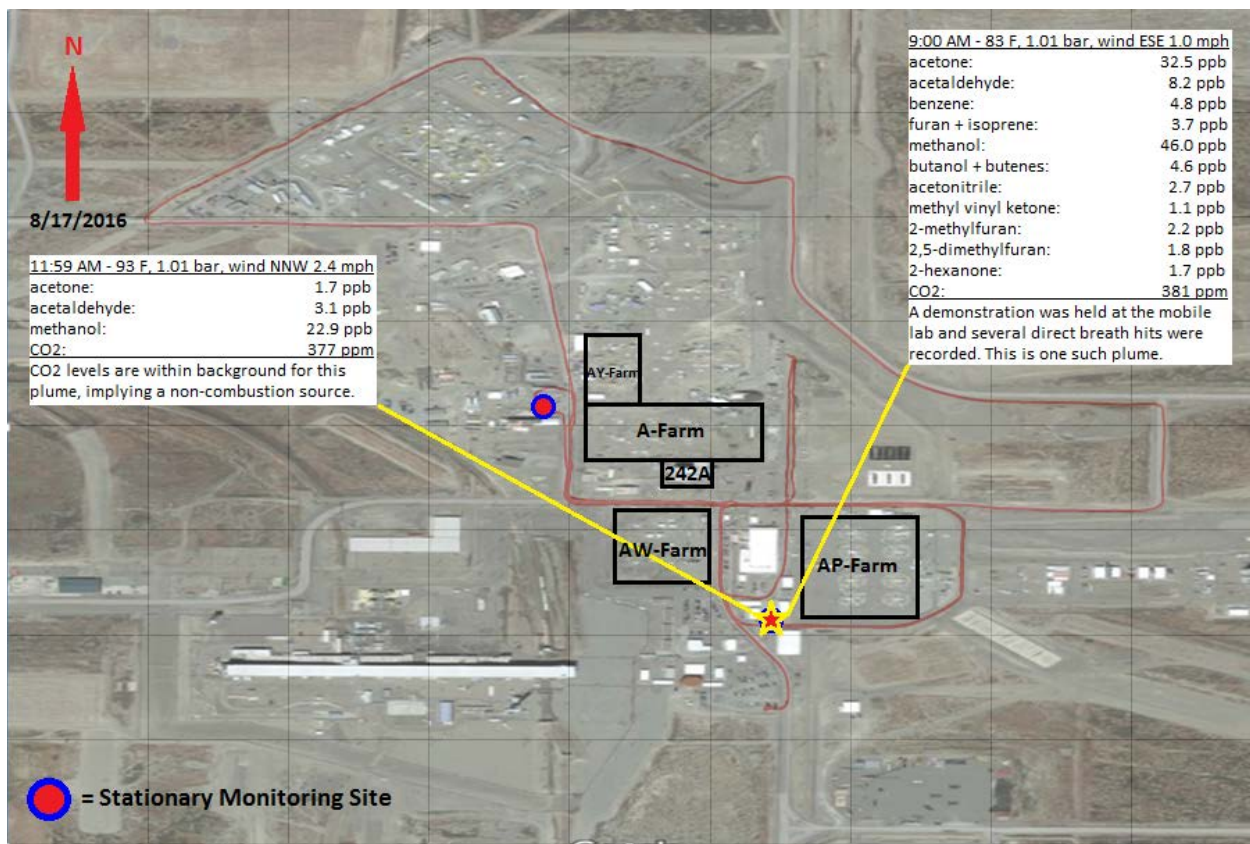 N
8/17/2016
11:59 AM - 93 F, 1.01 bar, wind NNW 2.4 mph
acetone: 1.7 ppb
acetaldehyde: 3.1 ppb
methanol: 22.9 ppb
CO2: 377 ppm
CO2 levels are within background for this
plume, implying a non-combustion source.
9:00 AM - 83 F, 1.01 bar, wind ESE 1.0 mph
acetone: 32.5 ppb
acetaldehyde: 8.2 ppb
benzene: 4.8 ppb
furan + isoprene: 3.7 ppb
methanol: 46.0 ppb
butanol + butenes: 4.6 ppb
acetonitrile: 2.7 ppb
methyl vinyl ketone: 1.1 ppb
2-methylfuran: 2.2 ppb
2,5-dimethylfuran: 1.8 ppb
2-hexanone: 1.7 ppb
CO2: 381 ppm
A demonstration was held at the mobile
lab and several direct breath hits were
recorded. This is one such plume.
AY-Farm
A-Farm
242A
AW-Farm
AP-Farm
= Stationary Monitoring Site